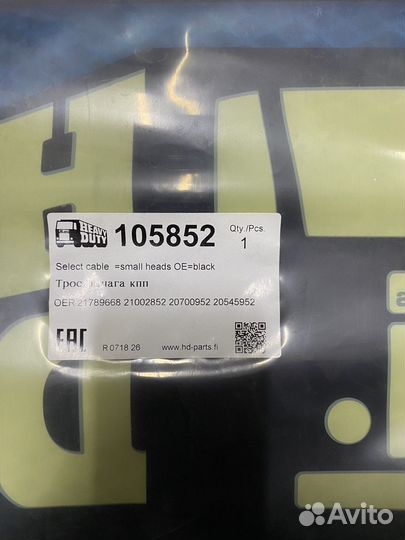 HEAVY DUTY 105852 Qty./Pcs. 1
Select cable =small heads OE=black
Трос рычага кпп
OER 21789668 21002852 20700952 20545952
EAC R 0718 26 www.hd-parts.fi
Avito